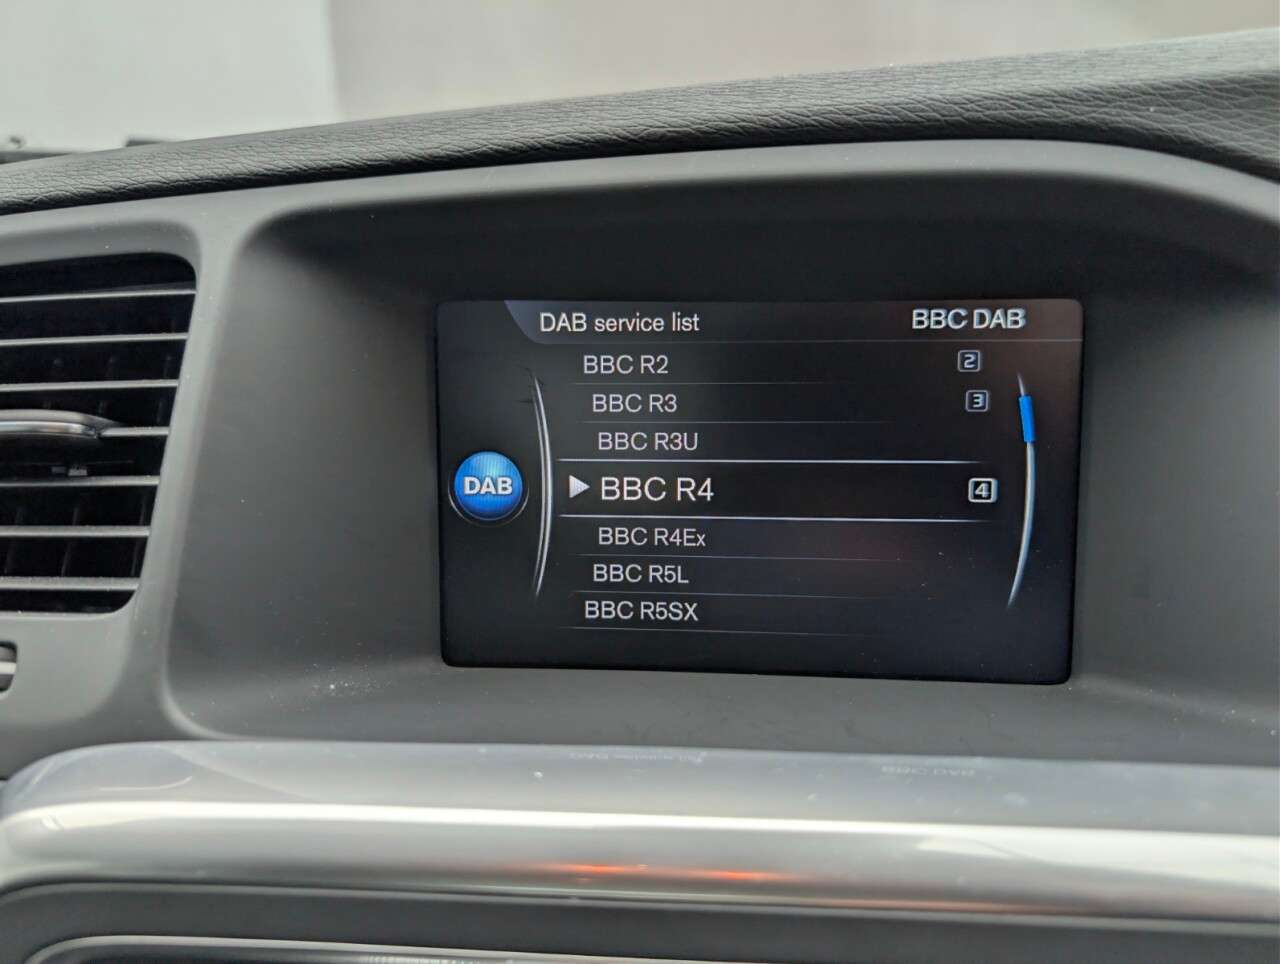 DAB service list
BBC DAB
BBC R2
2
BBC R3
3
BBC R3U
DAB
BBC R4
4
BBC R4Ex
BBC R5L
BBC R5SX